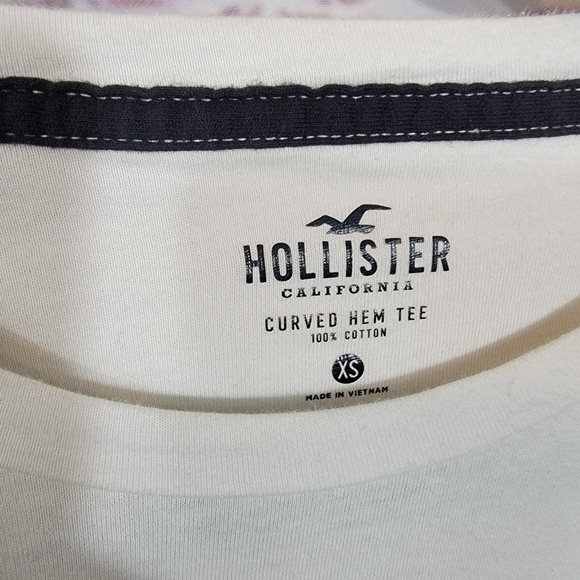 HOLLISTER
CALIFORNIA
CURVED HEM TEE
100% COTTON
XS
MADE IN VIETNAM